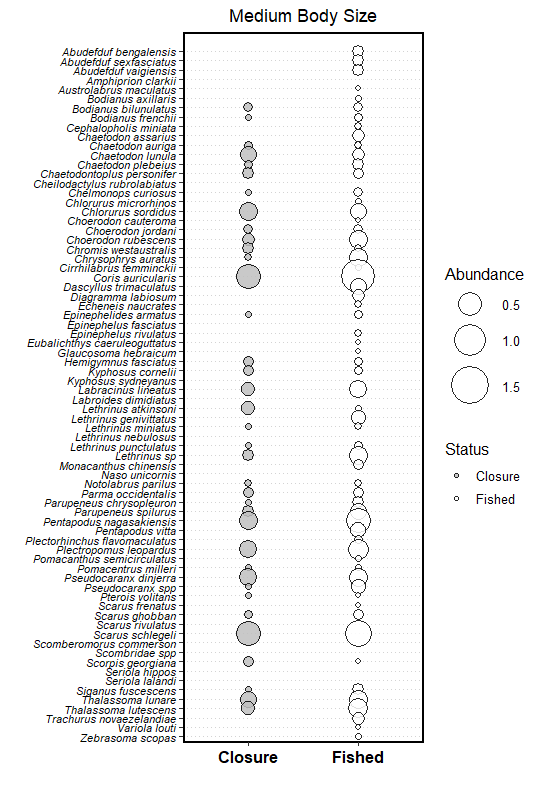 Medium Body Size
Abudefduf bengalensis
Abudefduf sexfasciatus
Abudefduf vaigiensis
Amphiprion clarkii
Austrolabrus maculatus
Bodianus axillaris
Bodianus bilunulatus
Bodianus frenchii
Cephalopholis miniata
Chaetodon assarius
Chaetodon auriga
Chaetodon lunula
Chaetodon plebeius
Chaetodontoplus personifer
Cheilodactylus rubrolabiatus
Chelmonops curiosus
Chlorurus microrhinos
Chlorurus sordidus
Choerodon cauteroma
Choerodon jordani
Choerodon rubescens
Chromis westaustralis
Chrysophrys auratus
Cirrhilabrus temminckii
Coris auricularis
Dascyllus trimaculatus
Diagramma labiosum
Echeneis naucrates
Epinephelides armatus
Epinephelus fasciatus
Epinephelus rivulatus
Eubalichthys caeruleoguttatus
Glaucosoma hebraicum
Hemigymnus fasciatus
Kyphosus cornelii
Kyphosus sydneyanus
Labracinus lineatus
Labroides dimidiatus
Lethrinus atkinsoni
Lethrinus genivittatus
Lethrinus miniatus
Lethrinus nebulosus
Lethrinus punctulatus
Lethrinus sp
Monacanthus chinensis
Naso unicornis
Notolabrus parilus
Parma occidentalis
Parupeneus chrysopleuron
Parupeneus spilurus
Pentapodus nagasakiensis
Pentapodus vitta
Plectorhinchus flavomaculatus
Plectropomus leopardus
Pomacanthus semicirculatus
Pomacentrus milleri
Pseudocaranx dinjerra
Pseudocaranx spp
Pterois volitans
Scarus frenatus
Scarus ghobban
Scarus rivulatus
Scarus schlegeli
Scomberomorus commerson
Scombridae spp
Scorpis georgiana
Seriola hippos
Seriola lalandi
Siganus fuscescens
Thalassoma lunare
Thalassoma lutescens
Trachurus novaezelandiae
Variola louti
Zebrasoma scopas
Closure Fished
Abundance
0.5
1.0
1.5
Status
Closure
Fished